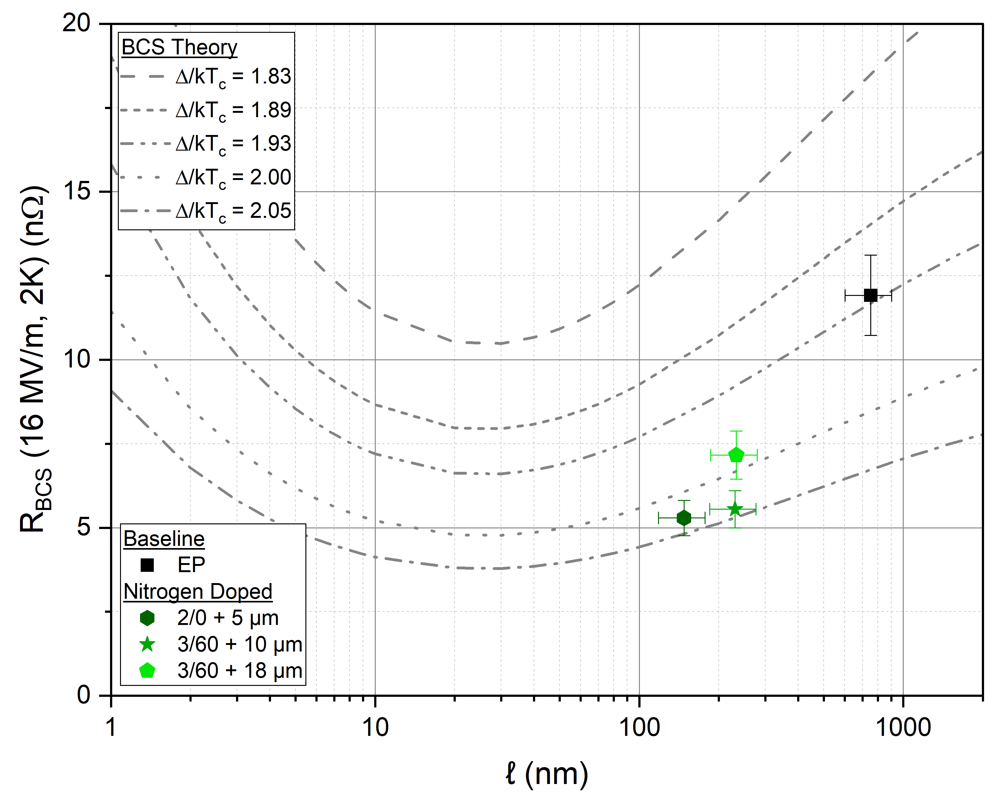 20
15
10
5
0
R_BCS (16 MV/m, 2K) (nΩ)
BCS Theory
Δ/kT_c = 1.83
Δ/kT_c = 1.89
Δ/kT_c = 1.93
Δ/kT_c = 2.00
Δ/kT_c = 2.05
Baseline
EP
Nitrogen Doped
2/0 + 5 µm
3/60 + 10 µm
3/60 + 18 µm
1 10 100 1000
ℓ (nm)